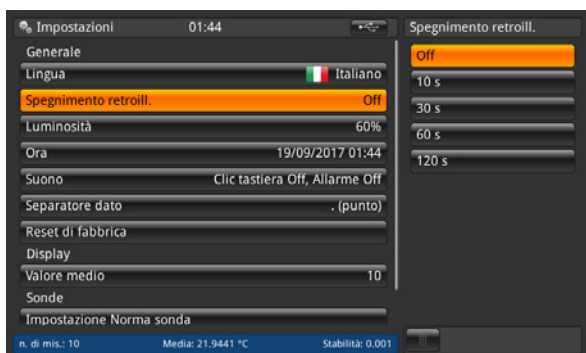 Impostazioni 01:44
Generale
Lingua Italiano
Spegnimento retroill. Off
Luminosità 60%
Ora 19/09/2017 01:44
Suono Clic tastiera Off, Allarme Off
Separatore dato . (punto)
Reset di fabbrica
Display
Valore medio 10
Sonde
Impostazione Norma sonda
n. di mis.: 10 Media: 21.9441 °C Stabilità: 0.001
Spegnimento retroill.
Off
10 s
30 s
60 s
120 s